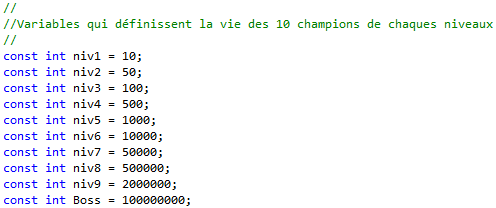 //
//Variables qui définissent la vie des 10 champions de chaques niveaux
//
const int niv1 = 10;
const int niv2 = 50;
const int niv3 = 100;
const int niv4 = 500;
const int niv5 = 1000;
const int niv6 = 10000;
const int niv7 = 50000;
const int niv8 = 500000;
const int niv9 = 2000000;
const int Boss = 100000000;